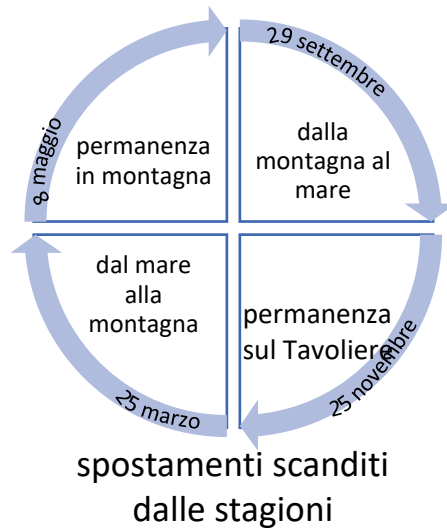 29 settembre
8 maggio
permanenza
in montagna
dalla
montagna al
mare
dal mare
alla
montagna
permanenza
sul Tavoliere
25 marzo
25 novembre
spostamenti scanditi
dalle stagioni